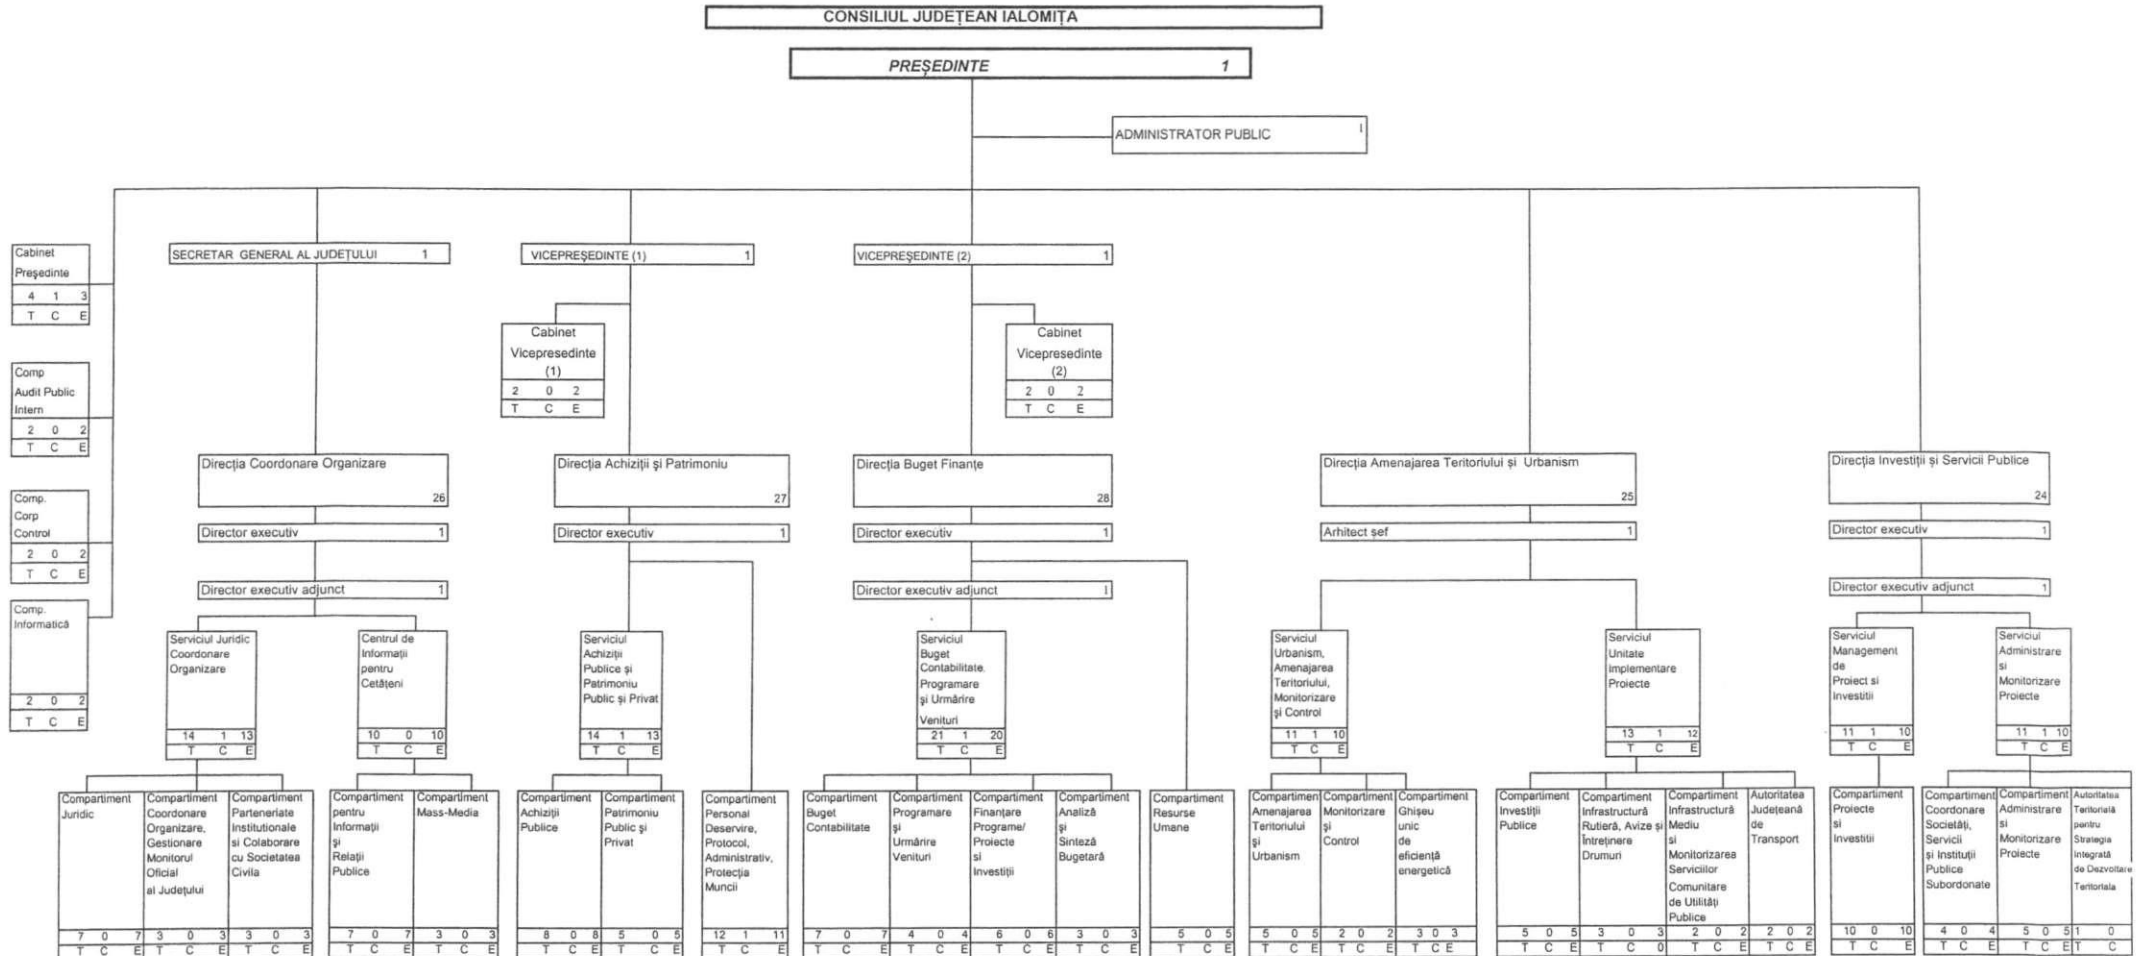 CONSILIUL JUDEȚEAN IALOMIȚA
PREȘEDINTE 1
ADMINISTRATOR PUBLIC I
Cabinet
Președinte
4 1 3
T C E
Comp
Audit Public
Intern
2 0 2
T C E
Comp.
Corp
Control
2 0 2
T C E
Comp.
Informatică
2 0 2
T C E
SECRETAR GENERAL AL JUDEȚULUI 1
VICEPREȘEDINTE (1) 1
VICEPREȘEDINTE (2) 1
Cabinet
Vicepresedinte
(1)
2 0 2
T C E
Cabinet
Vicepresedinte
(2)
2 0 2
T C E
Direcția Coordonare Organizare
26
Director executiv 1
Director executiv adjunct 1
Direcția Achiziții și Patrimoniu
27
Director executiv 1
Direcția Buget Finanțe
28
Director executiv 1
Director executiv adjunct I
Direcția Amenajarea Teritoriului și Urbanism
25
Arhitect șef 1
Direcția Investiții și Servicii Publice
24
Director executiv 1
Director executiv adjunct 1
Serviciul Juridic
Coordonare
Organizare
14 1 13
T C E
Centrul de
Informații
pentru
Cetățeni
10 0 10
T C E
Serviciul
Achiziții
Publice și
Patrimoniu
Public și Privat
14 1 13
T C E
Serviciul
Buget
Contabilitate.
Programare
și Urmărire
Venituri
21 1 20
T C E
Serviciul
Urbanism,
Amenajarea
Teritoriului,
Monitorizare
și Control
11 1 10
T C E
Serviciul
Unitate
Implementare
Proiecte
13 1 12
T C E
Serviciul
Management
de
Proiect si
Investitii
11 1 10
T C E
Serviciul
Administrare
si
Monitorizare
Proiecte
11 1 10
T C E
Compartiment
Juridic
7 0 7
T C E
Compartiment
Coordonare
Organizare,
Gestionare
Monitorul
Oficial
al Județului
3 0 3
T C E
Compartiment
Parteneriate
Institutionale
si Colaborare
cu Societatea
Civila
3 0 3
T C E
Compartiment
pentru
Informații
și
Relații
Publice
7 0 7
T C E
Compartiment
Mass-Media
3 0 3
T C E
Compartiment
Achiziții
Publice
8 0 8
T C E
Compartiment
Patrimoniu
Public și
Privat
5 0 5
T C E
Compartiment
Personal
Deservire,
Protocol,
Administrativ,
Protecția
Muncii
12 1 11
T C E
Compartiment
Buget
Contabilitate
7 0 7
T C E
Compartiment
Programare
și
Urmărire
Venituri
4 0 4
T C E
Compartiment
Finanțare
Programe/
Proiecte
si
Investiții
6 0 6
T C E
Compartiment
Analiză
și
Sinteză
Bugetară
3 0 3
T C E
Compartiment
Resurse
Umane
5 0 5
T C E
Compartimen
Amenajarea
Teritoriului
și
Urbanism
5 0 5
T C E
Compartiment
Monitorizare
și
Control
2 0 2
T C E
Compartiment
Ghișeu
unic
de
eficiență
energetică
3 0 3
T C E
Compartiment
Investiții
Publice
5 0 5
T C E
Compartiment
Infrastructură
Rutieră, Avize și
Întreținere
Drumuri
3 0 3
T C 0
Compartiment
Infrastructură
Mediu
si
Monitorizarea
Serviciilor
Comunitare
de Utilități
Publice
2 0 2
T C E
Autoritatea
Județeană
de
Transport
2 0 2
T C E
Compartiment
Proiecte
si
Investitii
10 0 10
T C E
Compartiment
Coordonare
Societăți,
Servicii
și Instituții
Publice
Subordonate
4 0 4
T C E
Compartiment
Administrare
si
Monitorizare
Proiecte
5 0 5
T C E
Autoritatea
Teritorială
pentru
Strategia
Integrată
de Dezvoltare
Teritoriala
1 0
T C